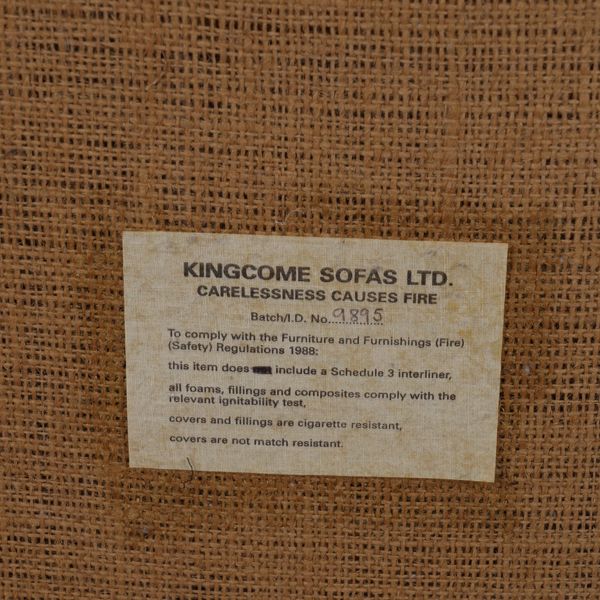 KINGCOME SOFAS LTD.
CARELESSNESS CAUSES FIRE
Batch/I.D. No. 9895
To comply with the Furniture and Furnishings (Fire)
(Safety) Regulations 1988:
this item does include a Schedule 3 interliner,
all foams, fillings and composites comply with the
relevant ignitability test,
covers and fillings are cigarette resistant,
covers are not match resistant.